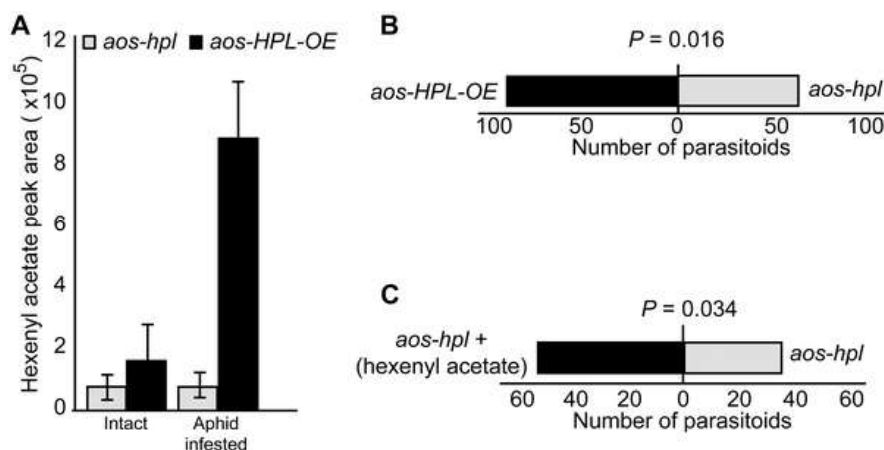 A
12
aos-hpl aos-HPL-OE
10
8
6
4
2
0
Hexenyl acetate peak area ( x10⁵)
Intact
Aphid
infested
B
P = 0.016
aos-HPL-OE
aos-hpl
100 50 0 50 100
Number of parasitoids
C
P = 0.034
aos-hpl +
(hexenyl acetate)
aos-hpl
60 40 20 0 20 40 60
Number of parasitoids